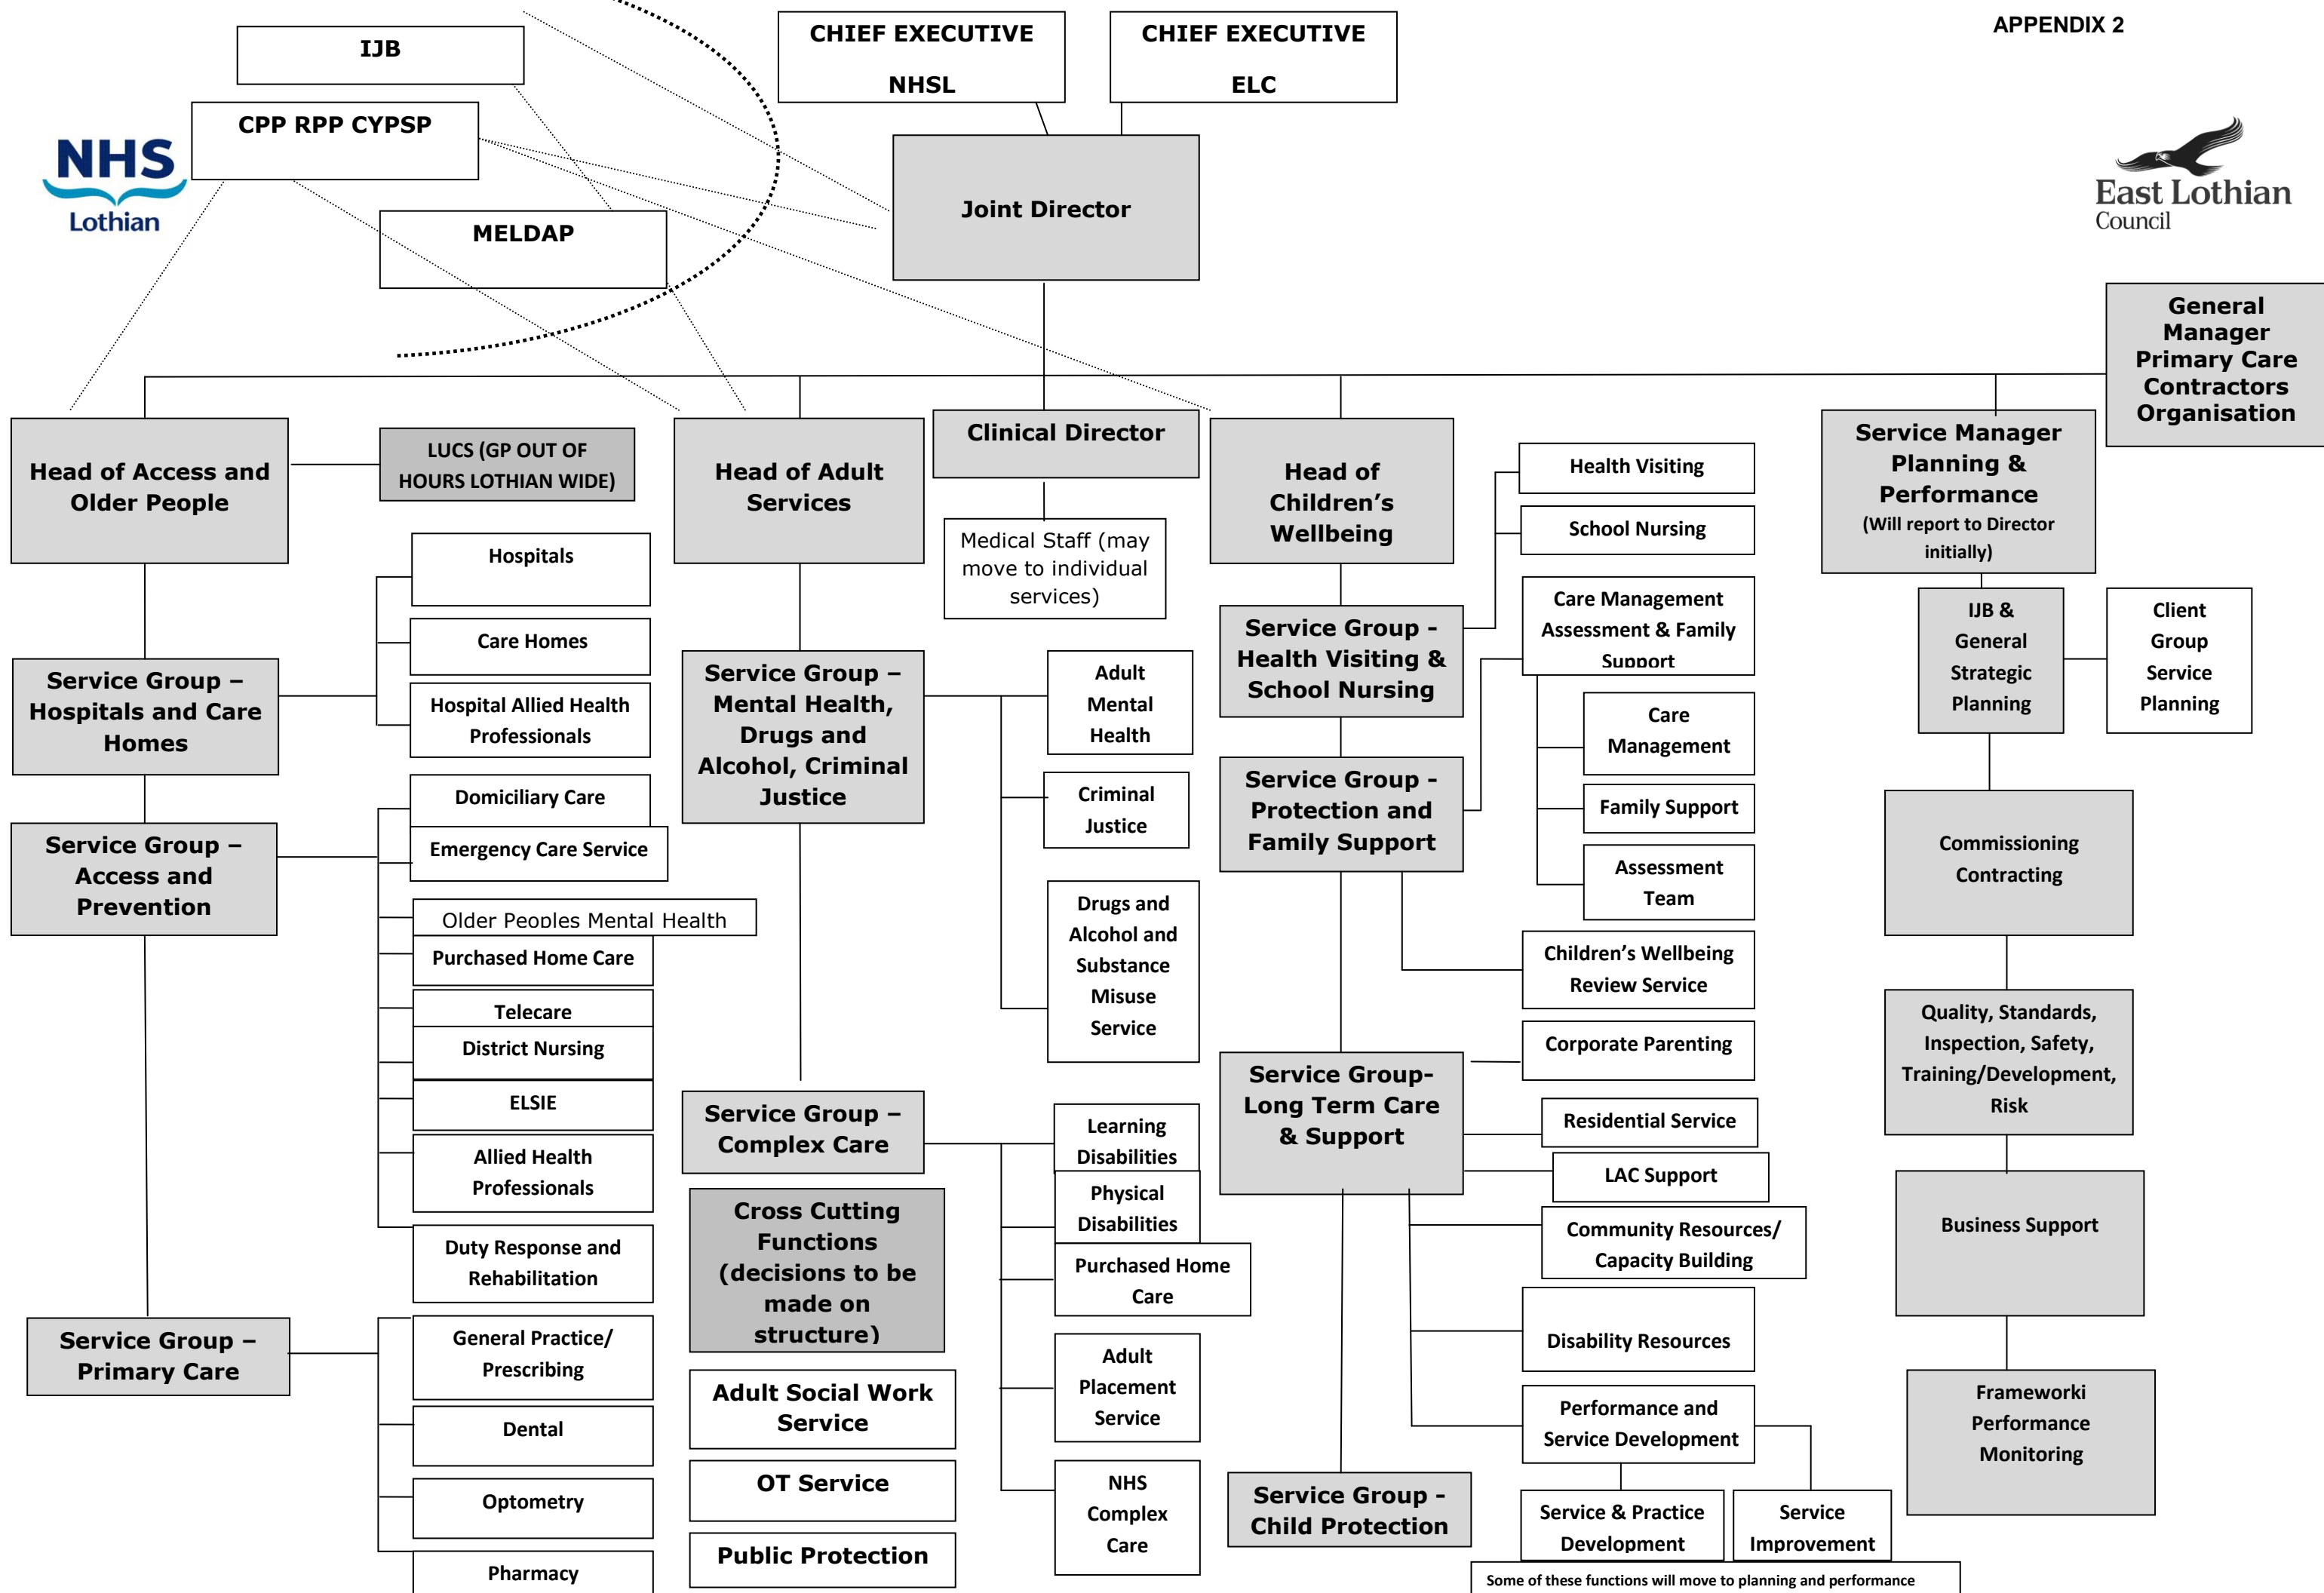 APPENDIX 2
IJB
CPP RPP CYPSP
MELDAP
NHS
Lothian
CHIEF EXECUTIVE
NHSL
CHIEF EXECUTIVE
ELC
Joint Director
East Lothian
Council
General
Manager
Primary Care
Contractors
Organisation
Head of Access and
Older People
LUCS (GP OUT OF
HOURS LOTHIAN WIDE)
Service Group –
Hospitals and Care
Homes
Hospitals
Care Homes
Hospital Allied Health
Professionals
Service Group –
Access and
Prevention
Domiciliary Care
Emergency Care Service
Older Peoples Mental Health
Purchased Home Care
Telecare
District Nursing
ELSIE
Allied Health
Professionals
Duty Response and
Rehabilitation
Service Group –
Primary Care
General Practice/
Prescribing
Dental
Optometry
Pharmacy
Head of Adult
Services
Service Group –
Mental Health,
Drugs and
Alcohol, Criminal
Justice
Adult
Mental
Health
Criminal
Justice
Drugs and
Alcohol and
Substance
Misuse
Service
Service Group –
Complex Care
Learning
Disabilities
Physical
Disabilities
Purchased Home
Care
Adult
Placement
Service
NHS
Complex
Care
Cross Cutting
Functions
(decisions to be
made on
structure)
Adult Social Work
Service
OT Service
Public Protection
Clinical Director
Medical Staff (may
move to individual
services)
Head of
Children’s
Wellbeing
Service Group -
Health Visiting &
School Nursing
Health Visiting
School Nursing
Service Group -
Protection and
Family Support
Care Management
Assessment & Family
Support
Care
Management
Family Support
Assessment
Team
Children’s Wellbeing
Review Service
Service Group-
Long Term Care
& Support
Corporate Parenting
Residential Service
LAC Support
Community Resources/
Capacity Building
Disability Resources
Performance and
Service Development
Service & Practice
Development
Service
Improvement
Some of these functions will move to planning and performance
Service Group -
Child Protection
Service Manager
Planning &
Performance
(Will report to Director
initially)
IJB &
General
Strategic
Planning
Client
Group
Service
Planning
Commissioning
Contracting
Quality, Standards,
Inspection, Safety,
Training/Development,
Risk
Business Support
Frameworki
Performance
Monitoring